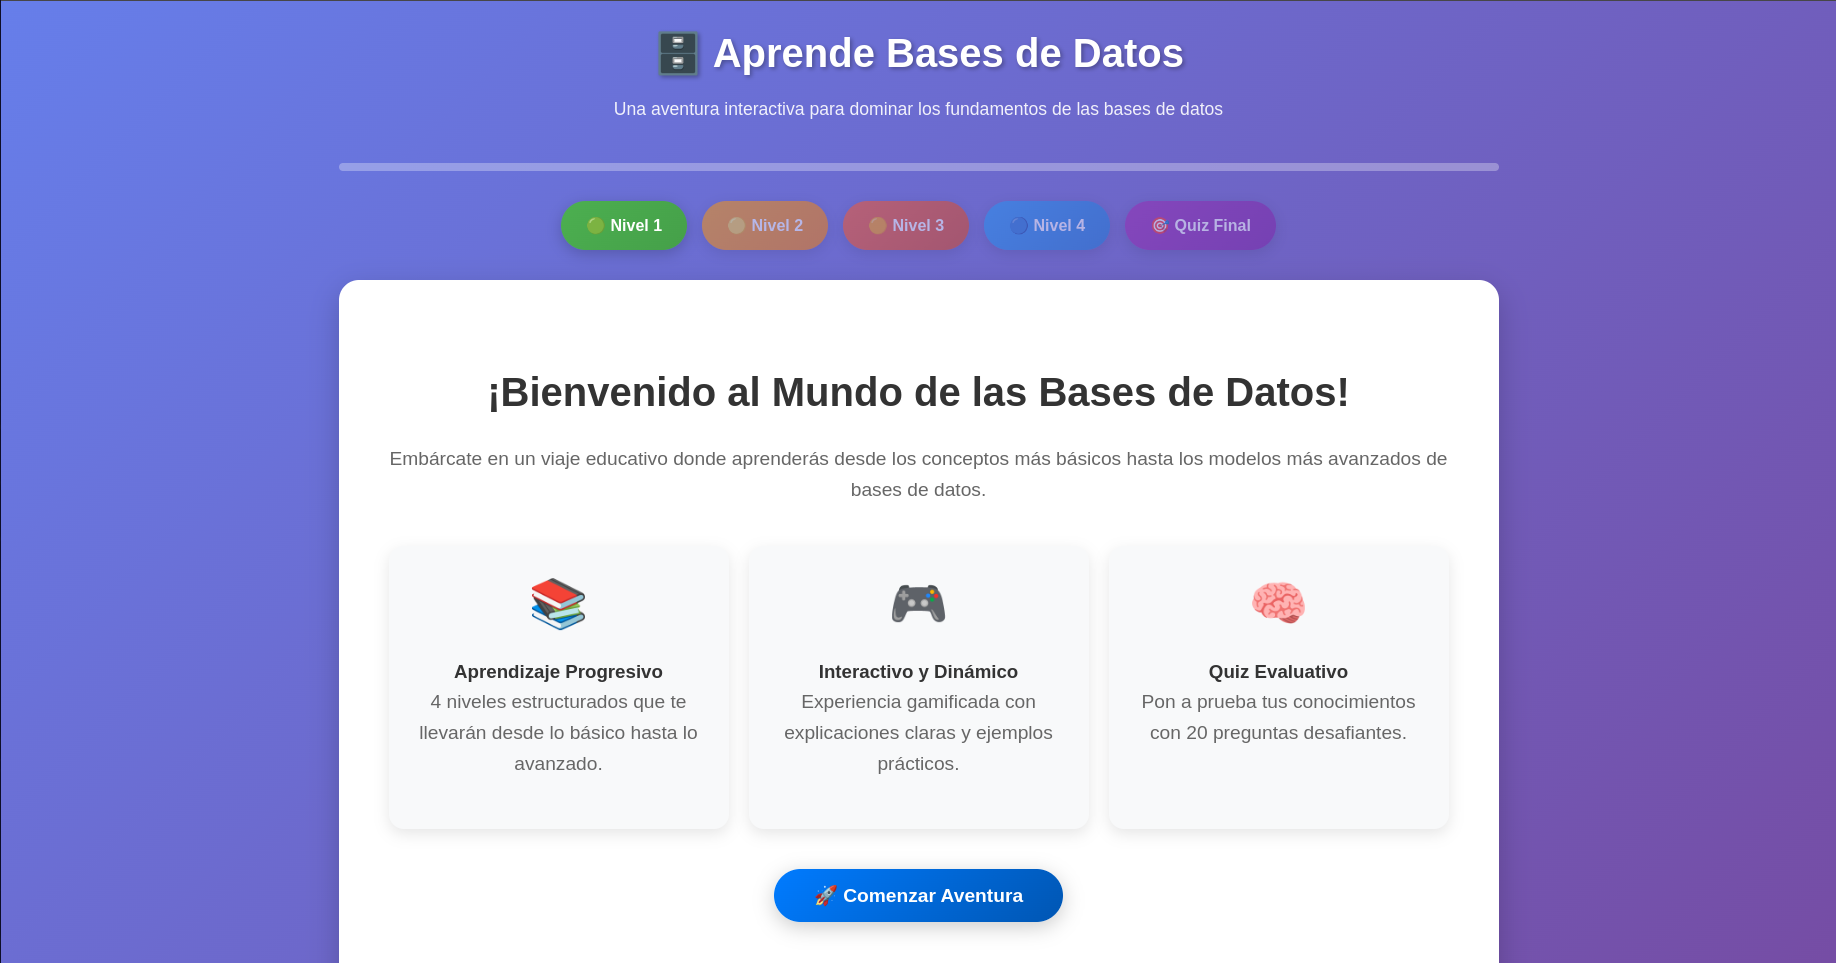 Aprende Bases de Datos
Una aventura interactiva para dominar los fundamentos de las bases de datos
Nivel 1
Nivel 2
Nivel 3
Nivel 4
Quiz Final
¡Bienvenido al Mundo de las Bases de Datos!
Embárcate en un viaje educativo donde aprenderás desde los conceptos más básicos hasta los modelos más avanzados de
bases de datos.
Aprendizaje Progresivo
4 niveles estructurados que te
llevarán desde lo básico hasta lo
avanzado.
Interactivo y Dinámico
Experiencia gamificada con
explicaciones claras y ejemplos
prácticos.
Quiz Evaluativo
Pon a prueba tus conocimientos
con 20 preguntas desafiantes.
Comenzar Aventura